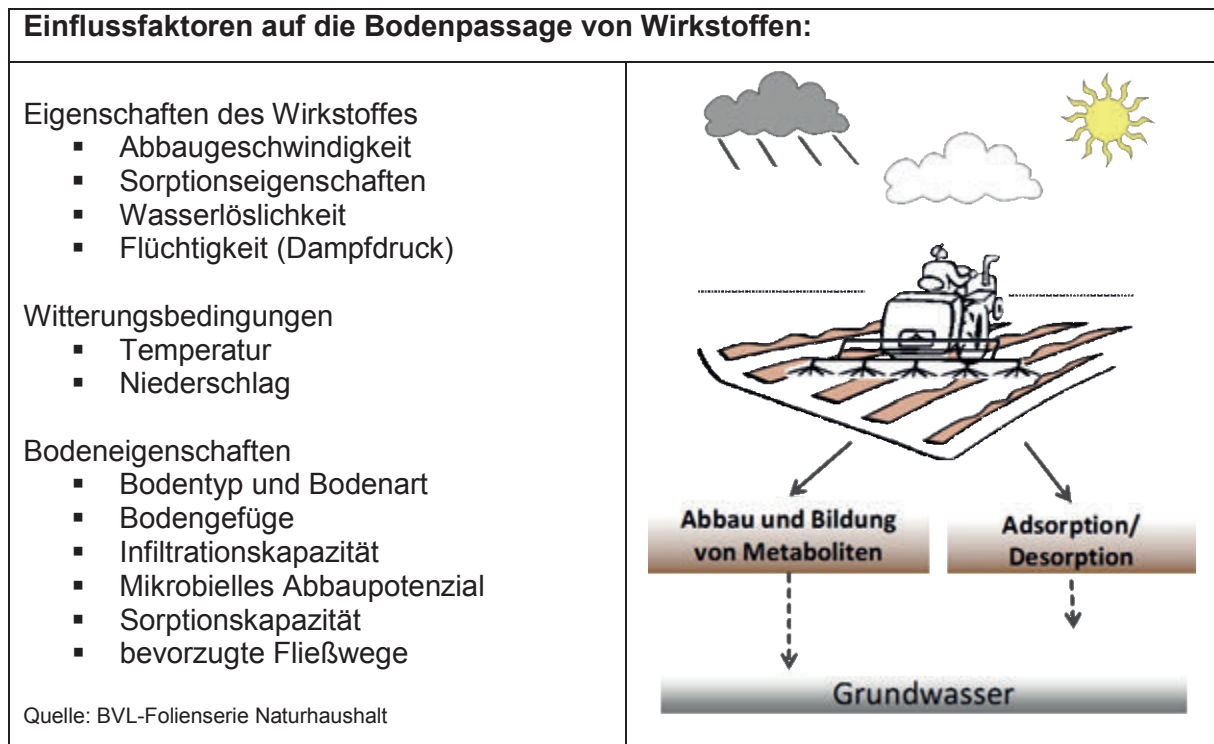 Einflussfaktoren auf die Bodenpassage von Wirkstoffen:
Eigenschaften des Wirkstoffes
▪ Abbaugeschwindigkeit
▪ Sorptionseigenschaften
▪ Wasserlöslichkeit
▪ Flüchtigkeit (Dampfdruck)
Witterungsbedingungen
▪ Temperatur
▪ Niederschlag
Bodeneigenschaften
▪ Bodentyp und Bodenart
▪ Bodengefüge
▪ Infiltrationskapazität
▪ Mikrobielles Abbaupotenzial
▪ Sorptionskapazität
▪ bevorzugte Fließwege
Quelle: BVL-Folienserie Naturhaushalt
Abbau und Bildung
von Metaboliten
Adsorption/
Desorption
Grundwasser